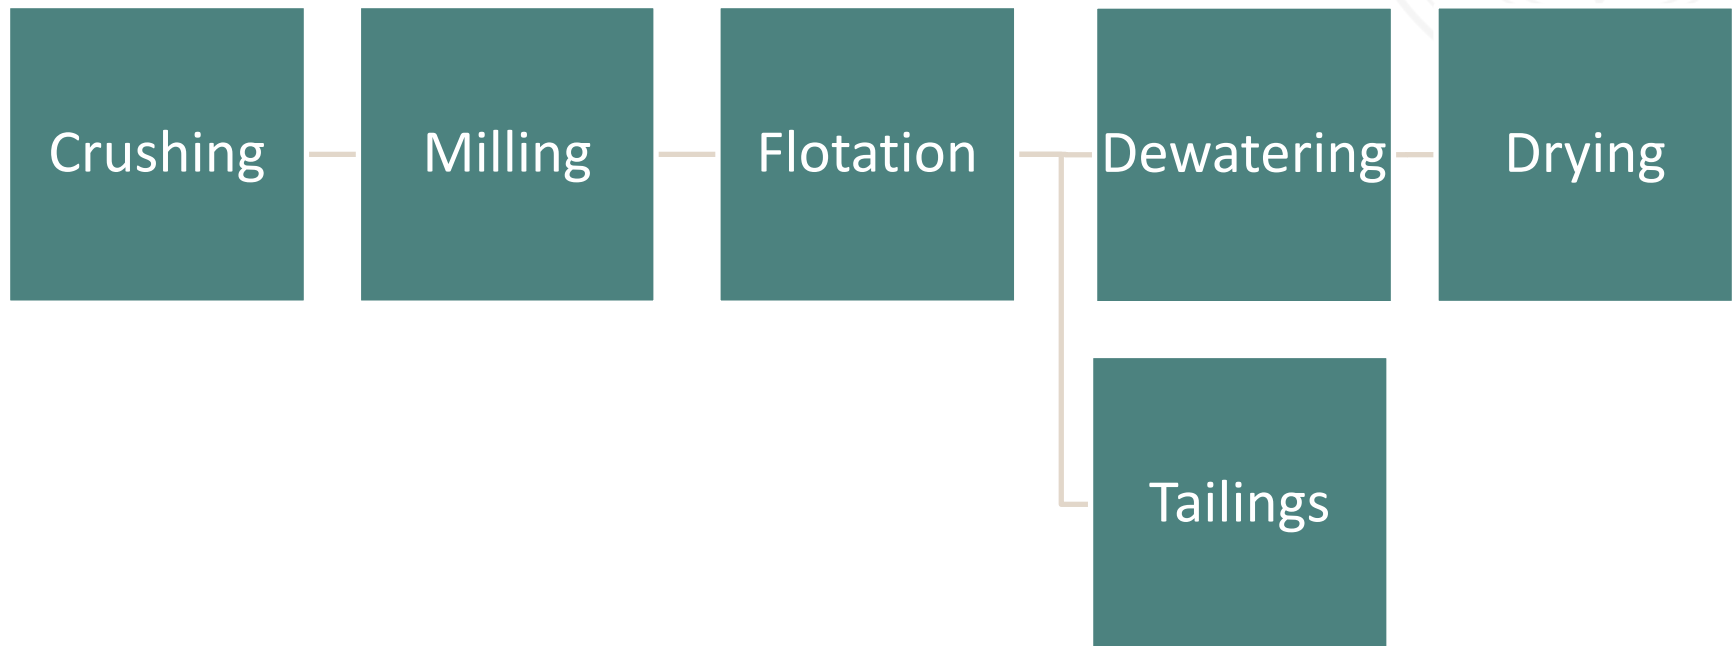 Crushing
Milling
Flotation
Dewatering
Drying
Tailings